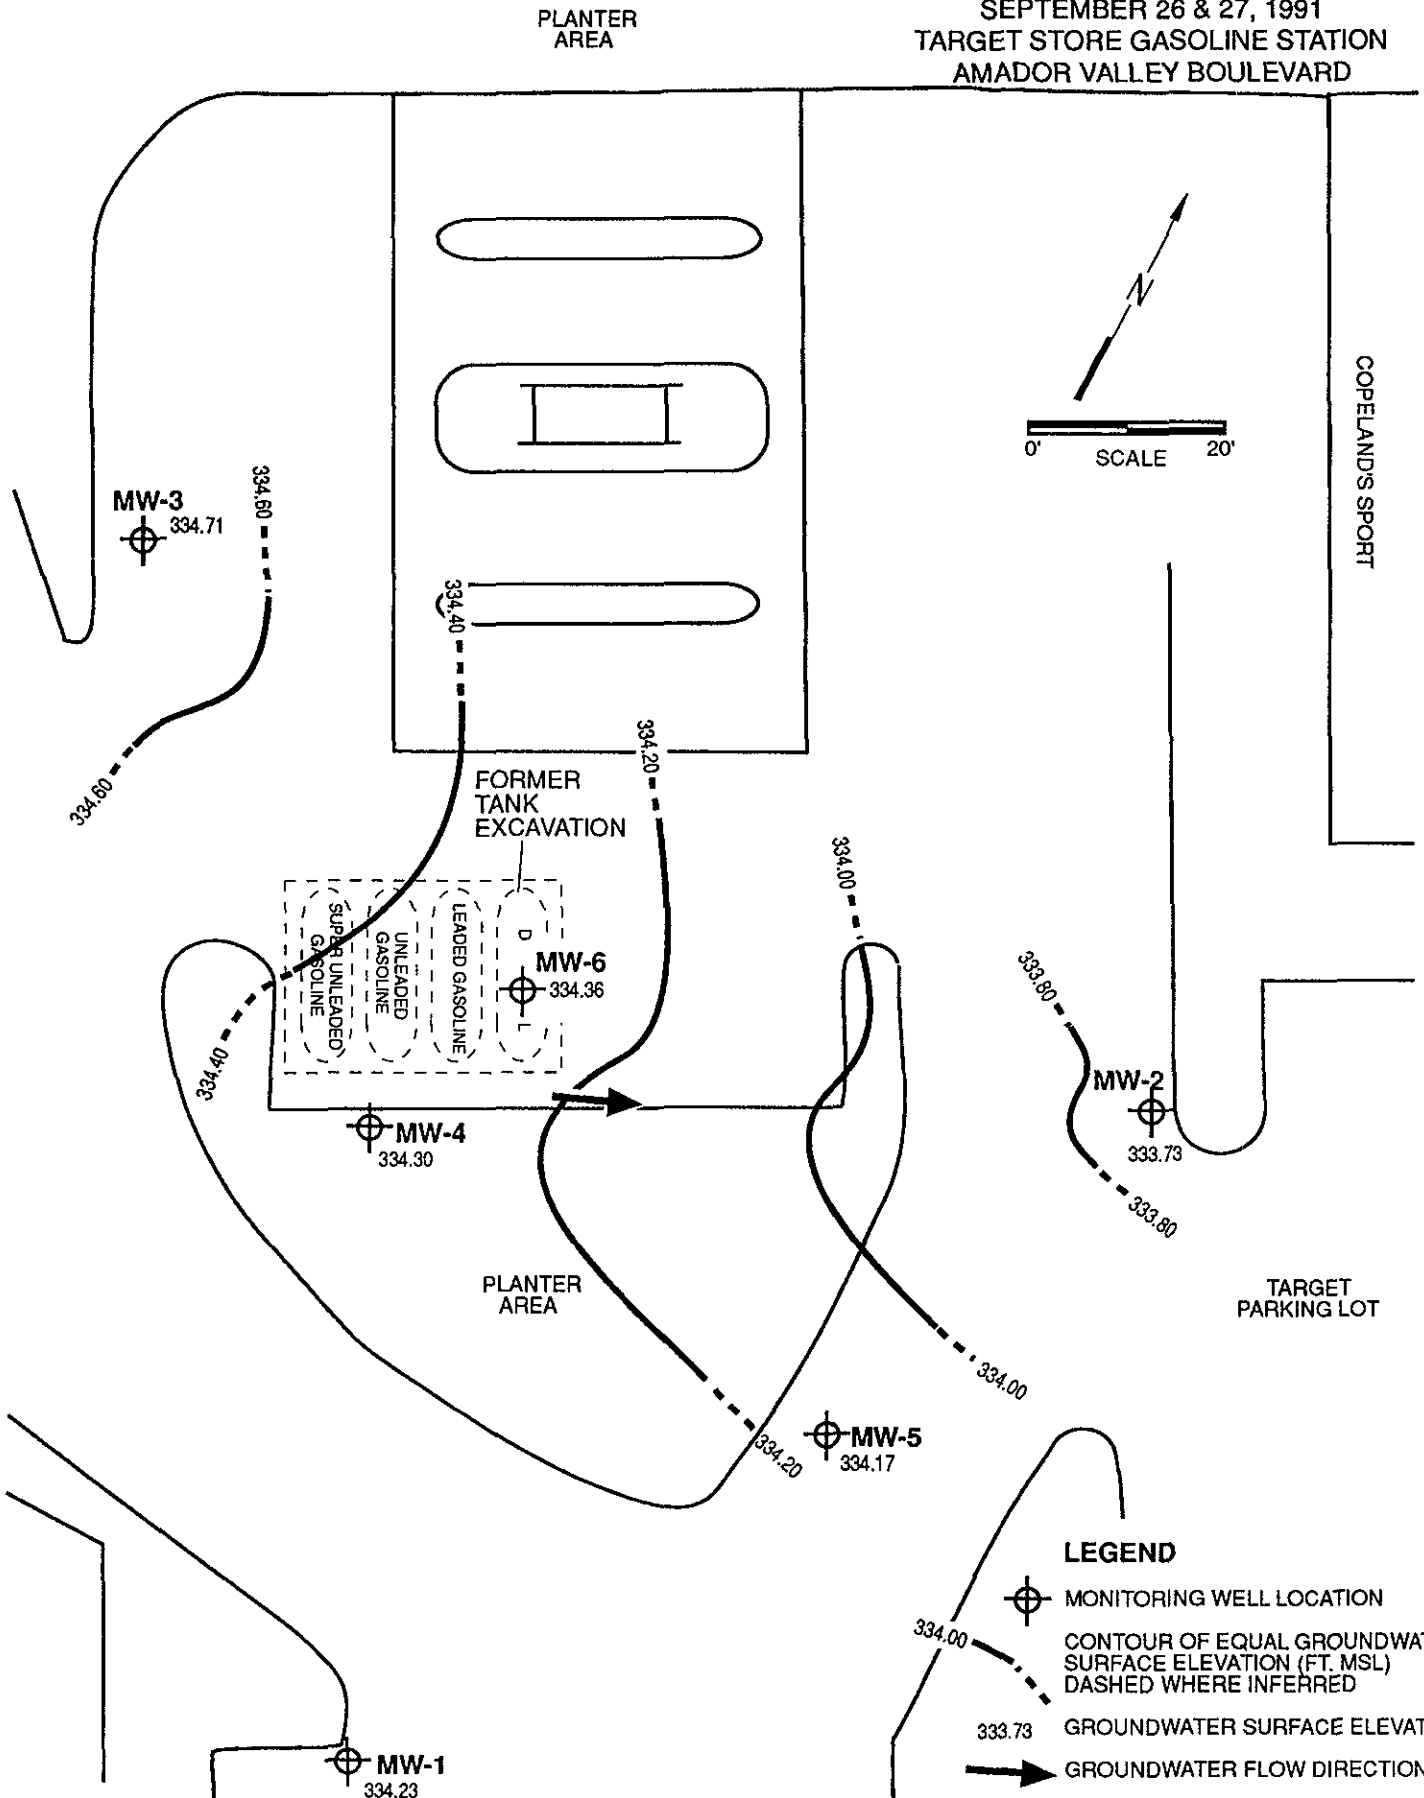 PLANTER
AREA
SEPTEMBER 26 & 27, 1991
TARGET STORE GASOLINE STATION
AMADOR VALLEY BOULEVARD
N
0'
SCALE
20'
COPELAND'S SPORT
MW-3
334.71
334.60
334.60
334.40
334.20
FORMER
TANK
EXCAVATION
334.00
SUPER UNLEADED
GASOLINE
UNLEADED
GASOLINE
LEADED GASOLINE
D
L
MW-6
334.36
334.40
333.80
MW-2
333.73
333.80
MW-4
334.30
PLANTER
AREA
TARGET
PARKING LOT
334.00
334.20
MW-5
334.17
LEGEND
MONITORING WELL LOCATION
334.00
CONTOUR OF EQUAL GROUNDWAT
SURFACE ELEVATION (FT. MSL)
DASHED WHERE INFERRED
333.73
GROUNDWATER SURFACE ELEVAT
GROUNDWATER FLOW DIRECTION
MW-1
334.23